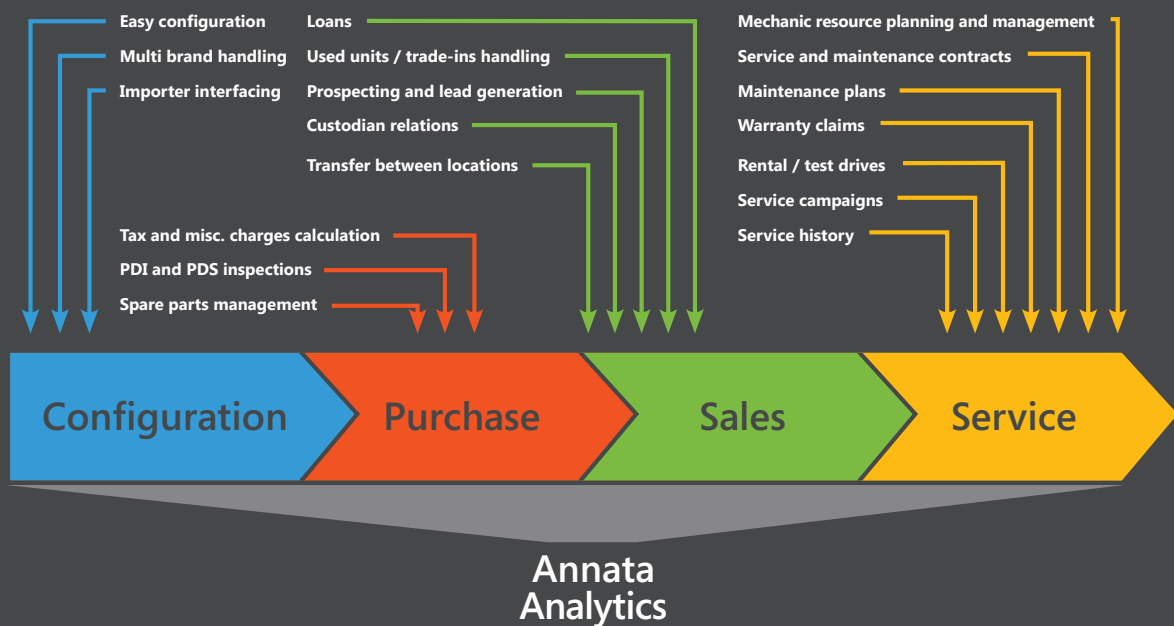 Easy configuration
Multi brand handling
Importer interfacing
Loans
Used units / trade-ins handling
Prospecting and lead generation
Custodian relations
Transfer between locations
Mechanic resource planning and management
Service and maintenance contracts
Maintenance plans
Warranty claims
Rental / test drives
Service campaigns
Service history
Tax and misc. charges calculation
PDI and PDS inspections
Spare parts management
Configuration
Purchase
Sales
Service
Annata
Analytics